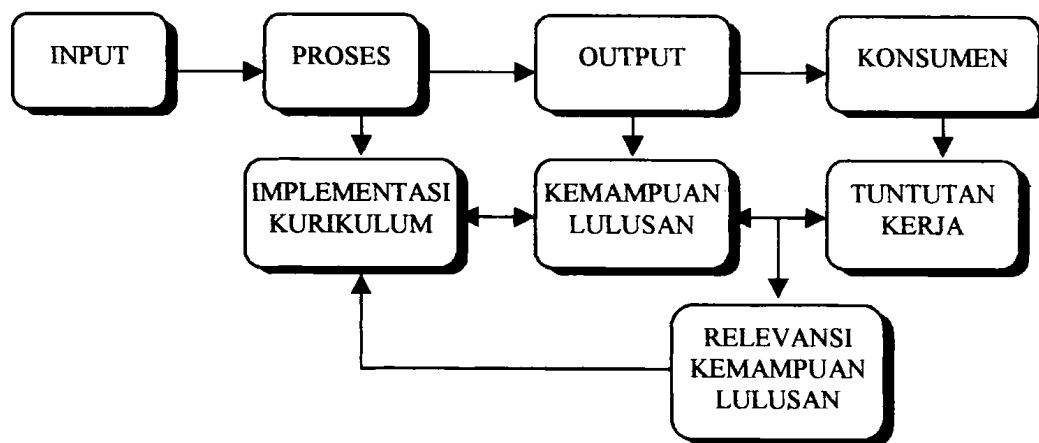 INPUT
PROSES
OUTPUT
KONSUMEN
IMPLEMENTASI
KURIKULUM
KEMAMPUAN
LULUSAN
TUNTUTAN
KERJA
RELEVANSI
KEMAMPUAN
LULUSAN